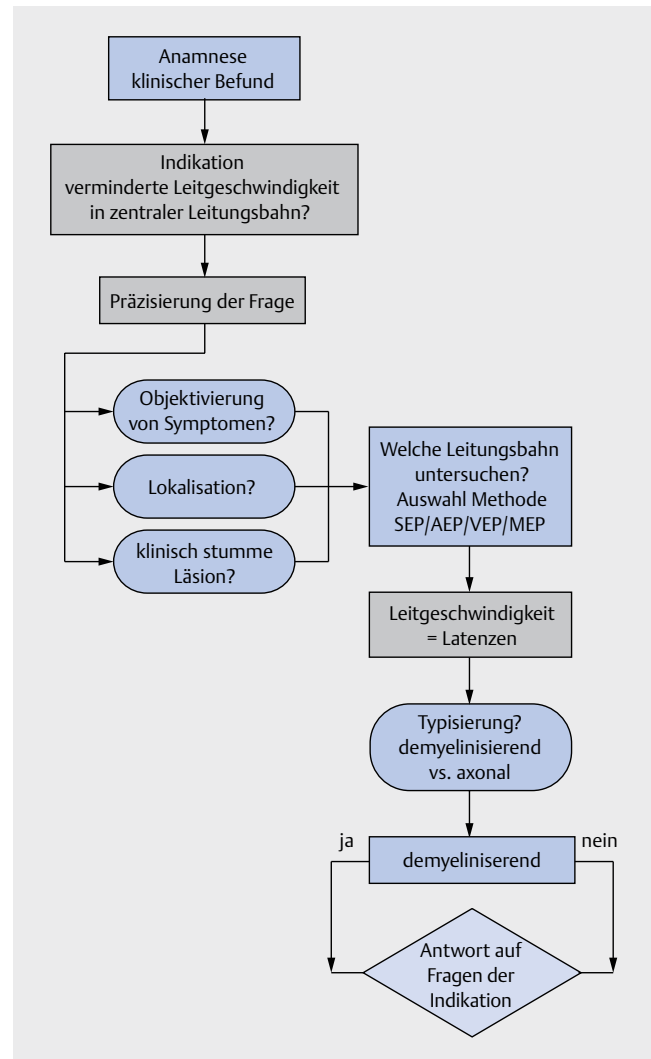 Anamnese
klinischer Befund
Indikation
verminderte Leitgeschwindigkeit
in zentraler Leitungsbahn?
Präzisierung der Frage
Objektivierung
von Symptomen?
Lokalisation?
klinisch stumme
Läsion?
Welche Leitungsbahn
untersuchen?
Auswahl Methode
SEP/AEP/VEP/MEP
Leitgeschwindigkeit
= Latenzen
Typisierung?
demyelinisierend
vs. axonal
ja
demyeliniserend
nein
Antwort auf
Fragen der
Indikation